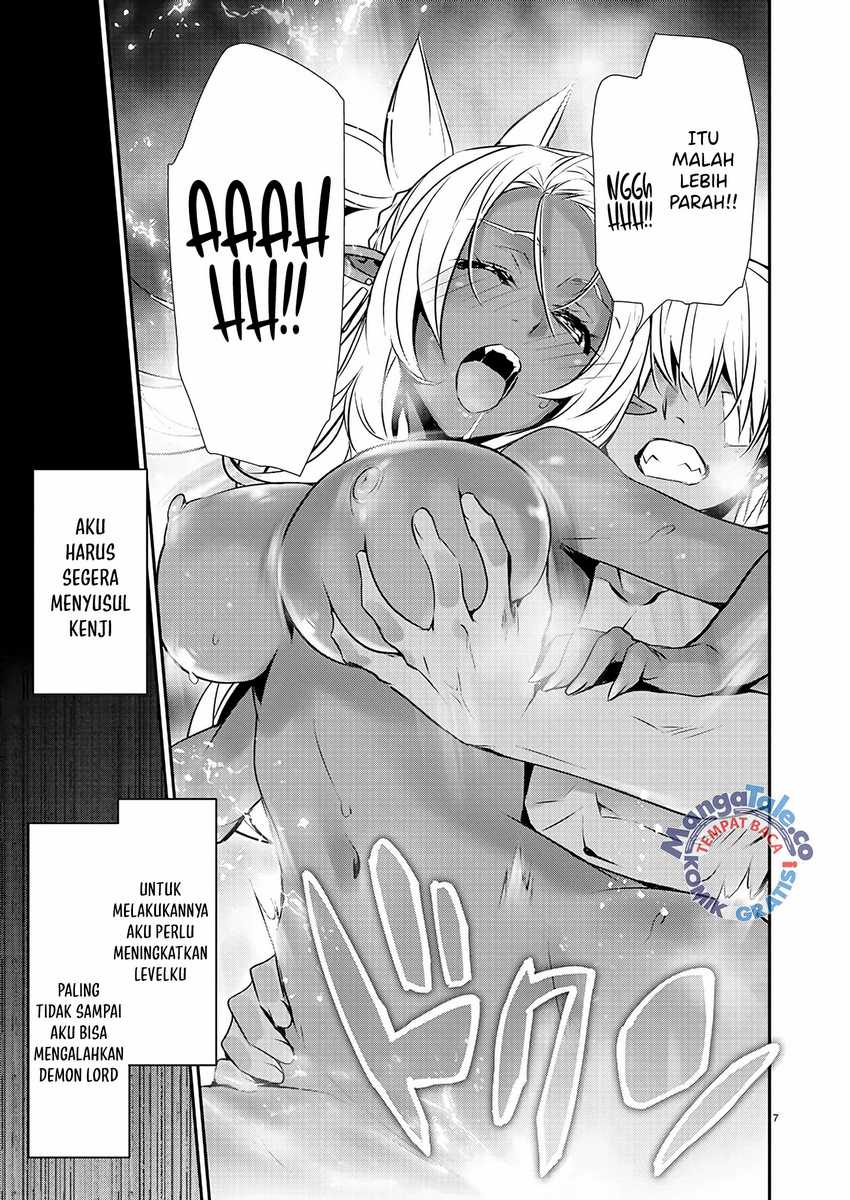 ITU
MALAH
LEBIH
PARAH!!
NGGh
HHH!!
AAAH
HH!!
AKU
HARUS
SEGERA
MENYUSUL
KENJI
UNTUK
MELAKUKANNYA
AKU PERLU
MENINGKATKAN
LEVELKU
PALING
TIDAK SAMPAI
AKU BISA
MENGALAHKAN
DEMON LORD
ドクン
MangaTale.co
TEMPAT BACA
KOMIK GRATIS
7